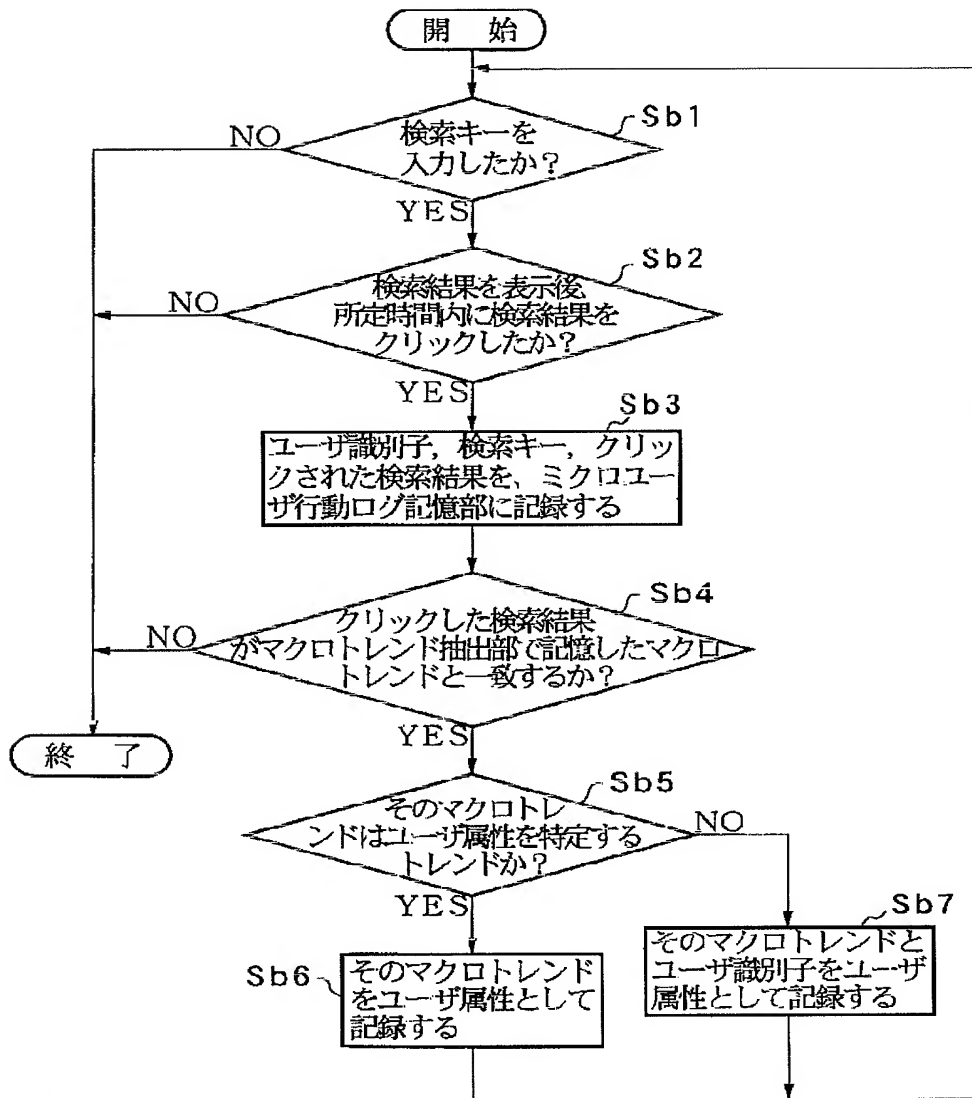 開 始
Sb1
検索キーを
入力したか？
NO
YES
Sb2
検索結果を表示後,
所定時間内に検索結果を
クリックしたか？
NO
YES
Sb3
ユーザ識別子，検索キー，クリッ
クされた検索結果を、ミクロユー
ザ行動ログ記憶部に記録する
Sb4
クリックした検索結果
がマクロトレンド抽出部で記憶したマクロ
トレンドと一致するか？
NO
YES
終 了
Sb5
そのマクロトレ
ンドはユーザ属性を特定する
トレンドか？
NO
YES
Sb6
そのマクロトレンド
をユーザ属性として
記録する
Sb7
そのマクロトレンドと
ユーザ識別子をユーザ
属性として記録する